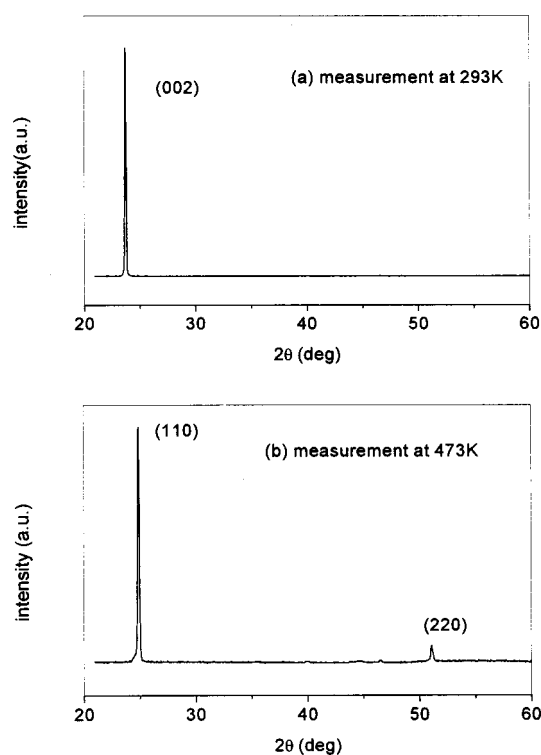 (002)
(a) measurement at 293K
intensity(a.u.)
20 30 40 50 60
2θ (deg)
(110)
(b) measurement at 473K
(220)
intensity (a.u.)
20 30 40 50 60
2θ (deg)